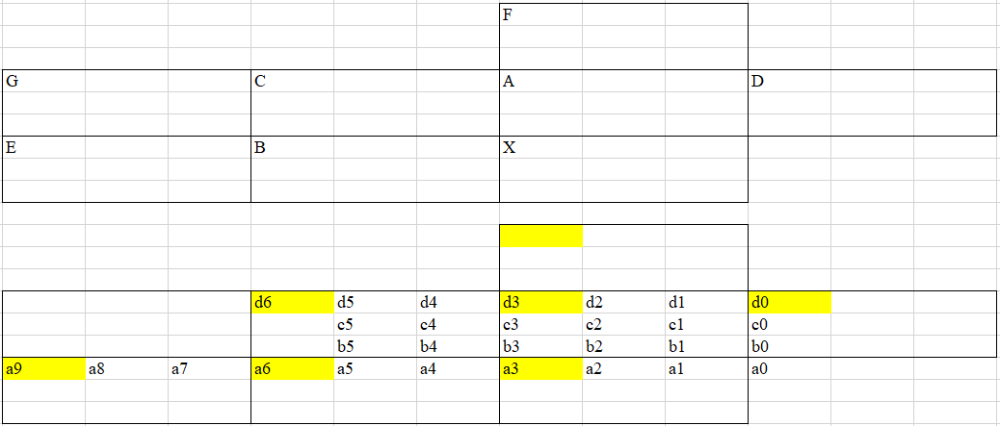 F
G C A D
E B X
d6 d5 d4 d3 d2 d1 d0
c5 c4 c3 c2 c1 c0
b5 b4 b3 b2 b1 b0
a9 a8 a7 a6 a5 a4 a3 a2 a1 a0